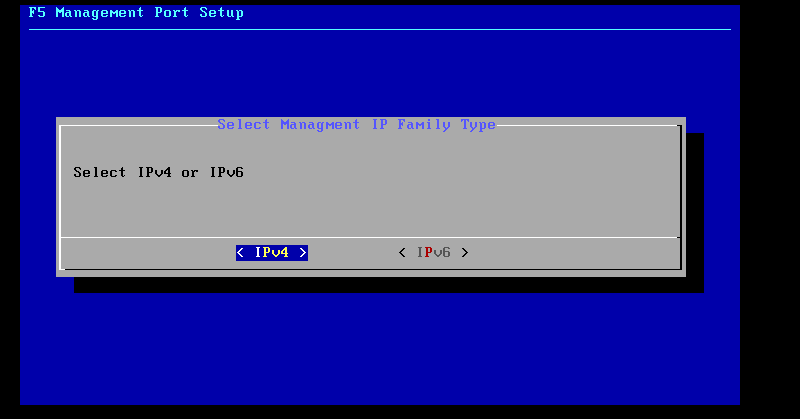 F5 Management Port Setup
Select Managment IP Family Type
Select IPv4 or IPv6
< IPv4 > < IPv6 >